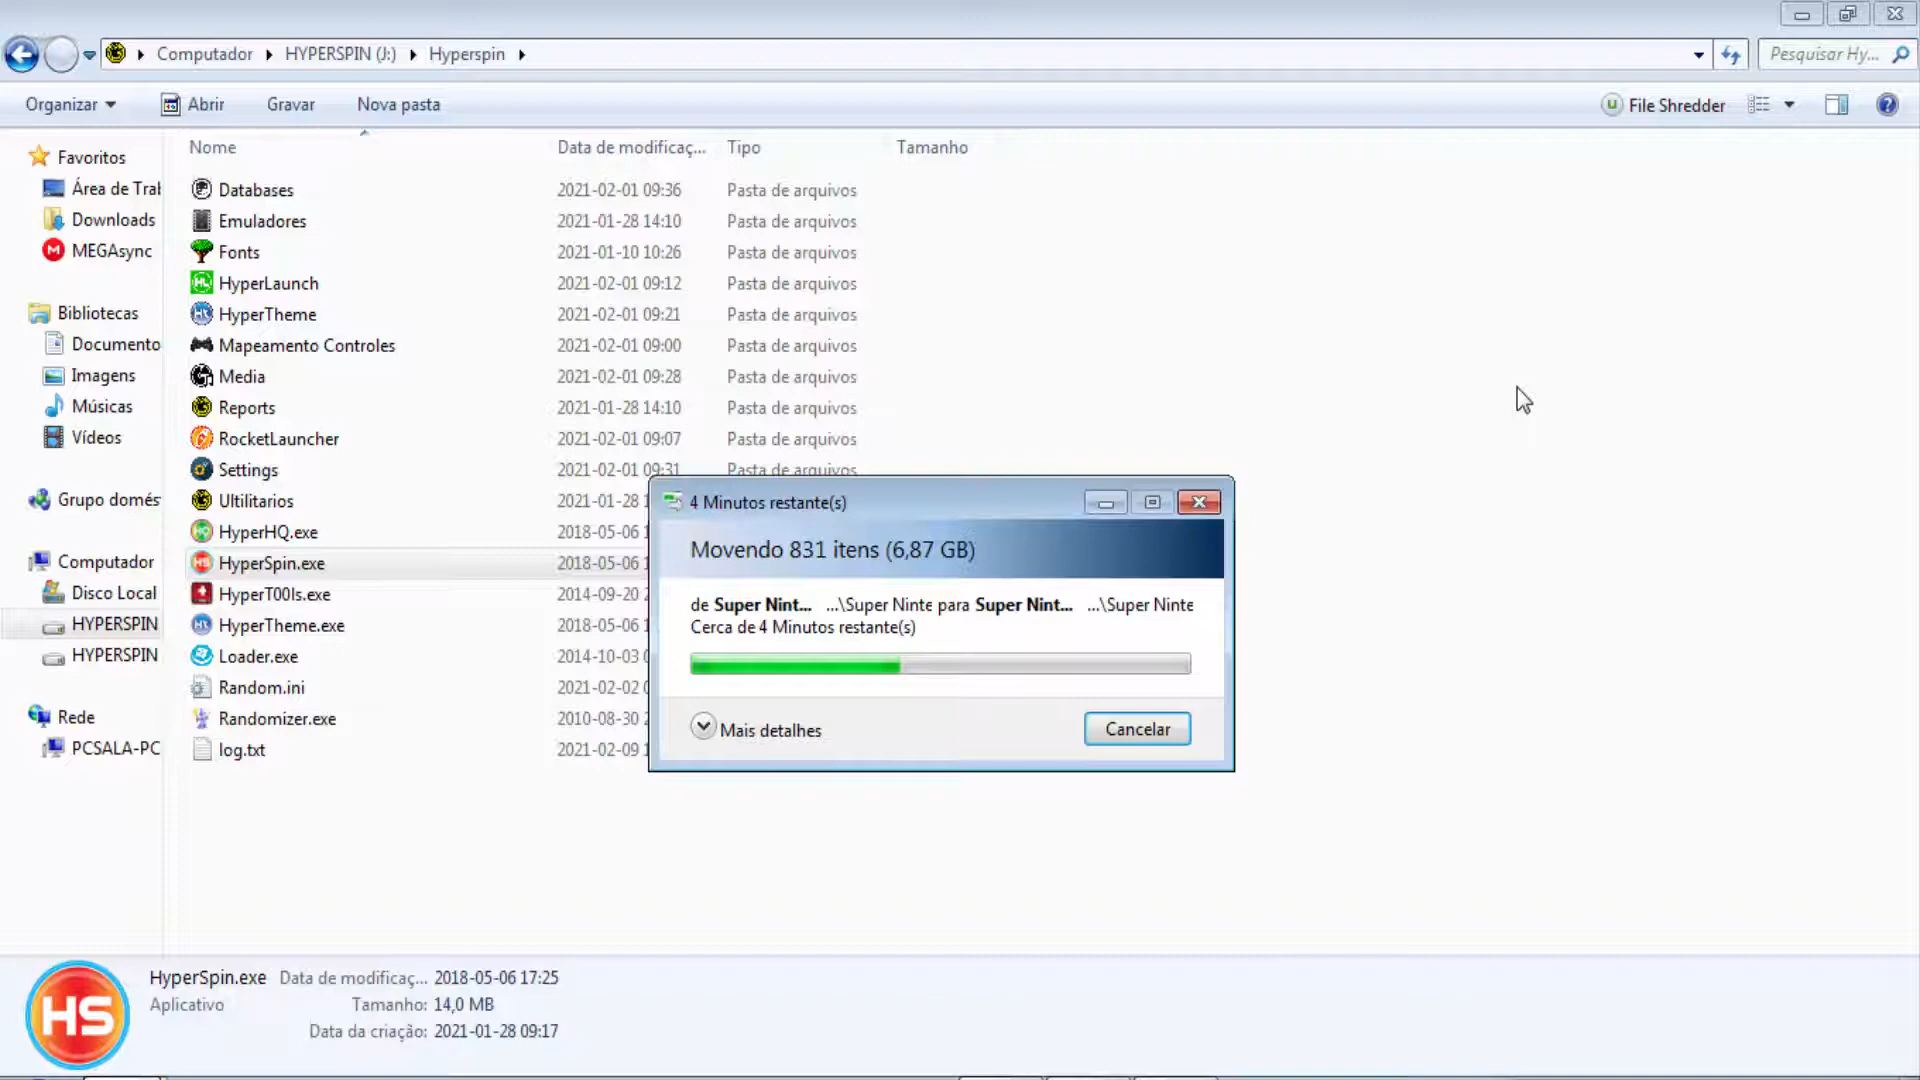 Computador HYPERSPIN (J:) Hyperspin
Pesquisar Hy...
Organizar Abrir Gravar Nova pasta File Shredder
Nome Data de modificaç... Tipo Tamanho
Favoritos
Área de Tral
Downloads
MEGAsync
Bibliotecas
Documento
Imagens
Músicas
Vídeos
Grupo domés
Computador
Disco Local
HYPERSPIN
HYPERSPIN
Rede
PCSALA-PC
Databases 2021-02-01 09:36 Pasta de arquivos
Emuladores 2021-01-28 14:10 Pasta de arquivos
Fonts 2021-01-10 10:26 Pasta de arquivos
HyperLaunch 2021-02-01 09:12 Pasta de arquivos
HyperTheme 2021-02-01 09:21 Pasta de arquivos
Mapeamento Controles 2021-02-01 09:00 Pasta de arquivos
Media 2021-02-01 09:28 Pasta de arquivos
Reports 2021-01-28 14:10 Pasta de arquivos
RocketLauncher 2021-02-01 09:07 Pasta de arquivos
Settings 2021-02-01 09:31 Pasta de arquivos
Ultilitarios 2021-01-28 1
HyperHQ.exe 2018-05-06 1
HyperSpin.exe 2018-05-06 1
HyperT00ls.exe 2014-09-20 2
HyperTheme.exe 2018-05-06 1
Loader.exe 2014-10-03 0
Random.ini 2021-02-02 0
Randomizer.exe 2010-08-30 2
log.txt 2021-02-09 1
4 Minutos restante(s)
Movendo 831 itens (6,87 GB)
de Super Nint... ...\Super Ninte para Super Nint... ...\Super Ninte
Cerca de 4 Minutos restante(s)
Mais detalhes
Cancelar
HS
HyperSpin.exe Data de modificaç... 2018-05-06 17:25
Aplicativo Tamanho: 14,0 MB
Data da criação: 2021-01-28 09:17